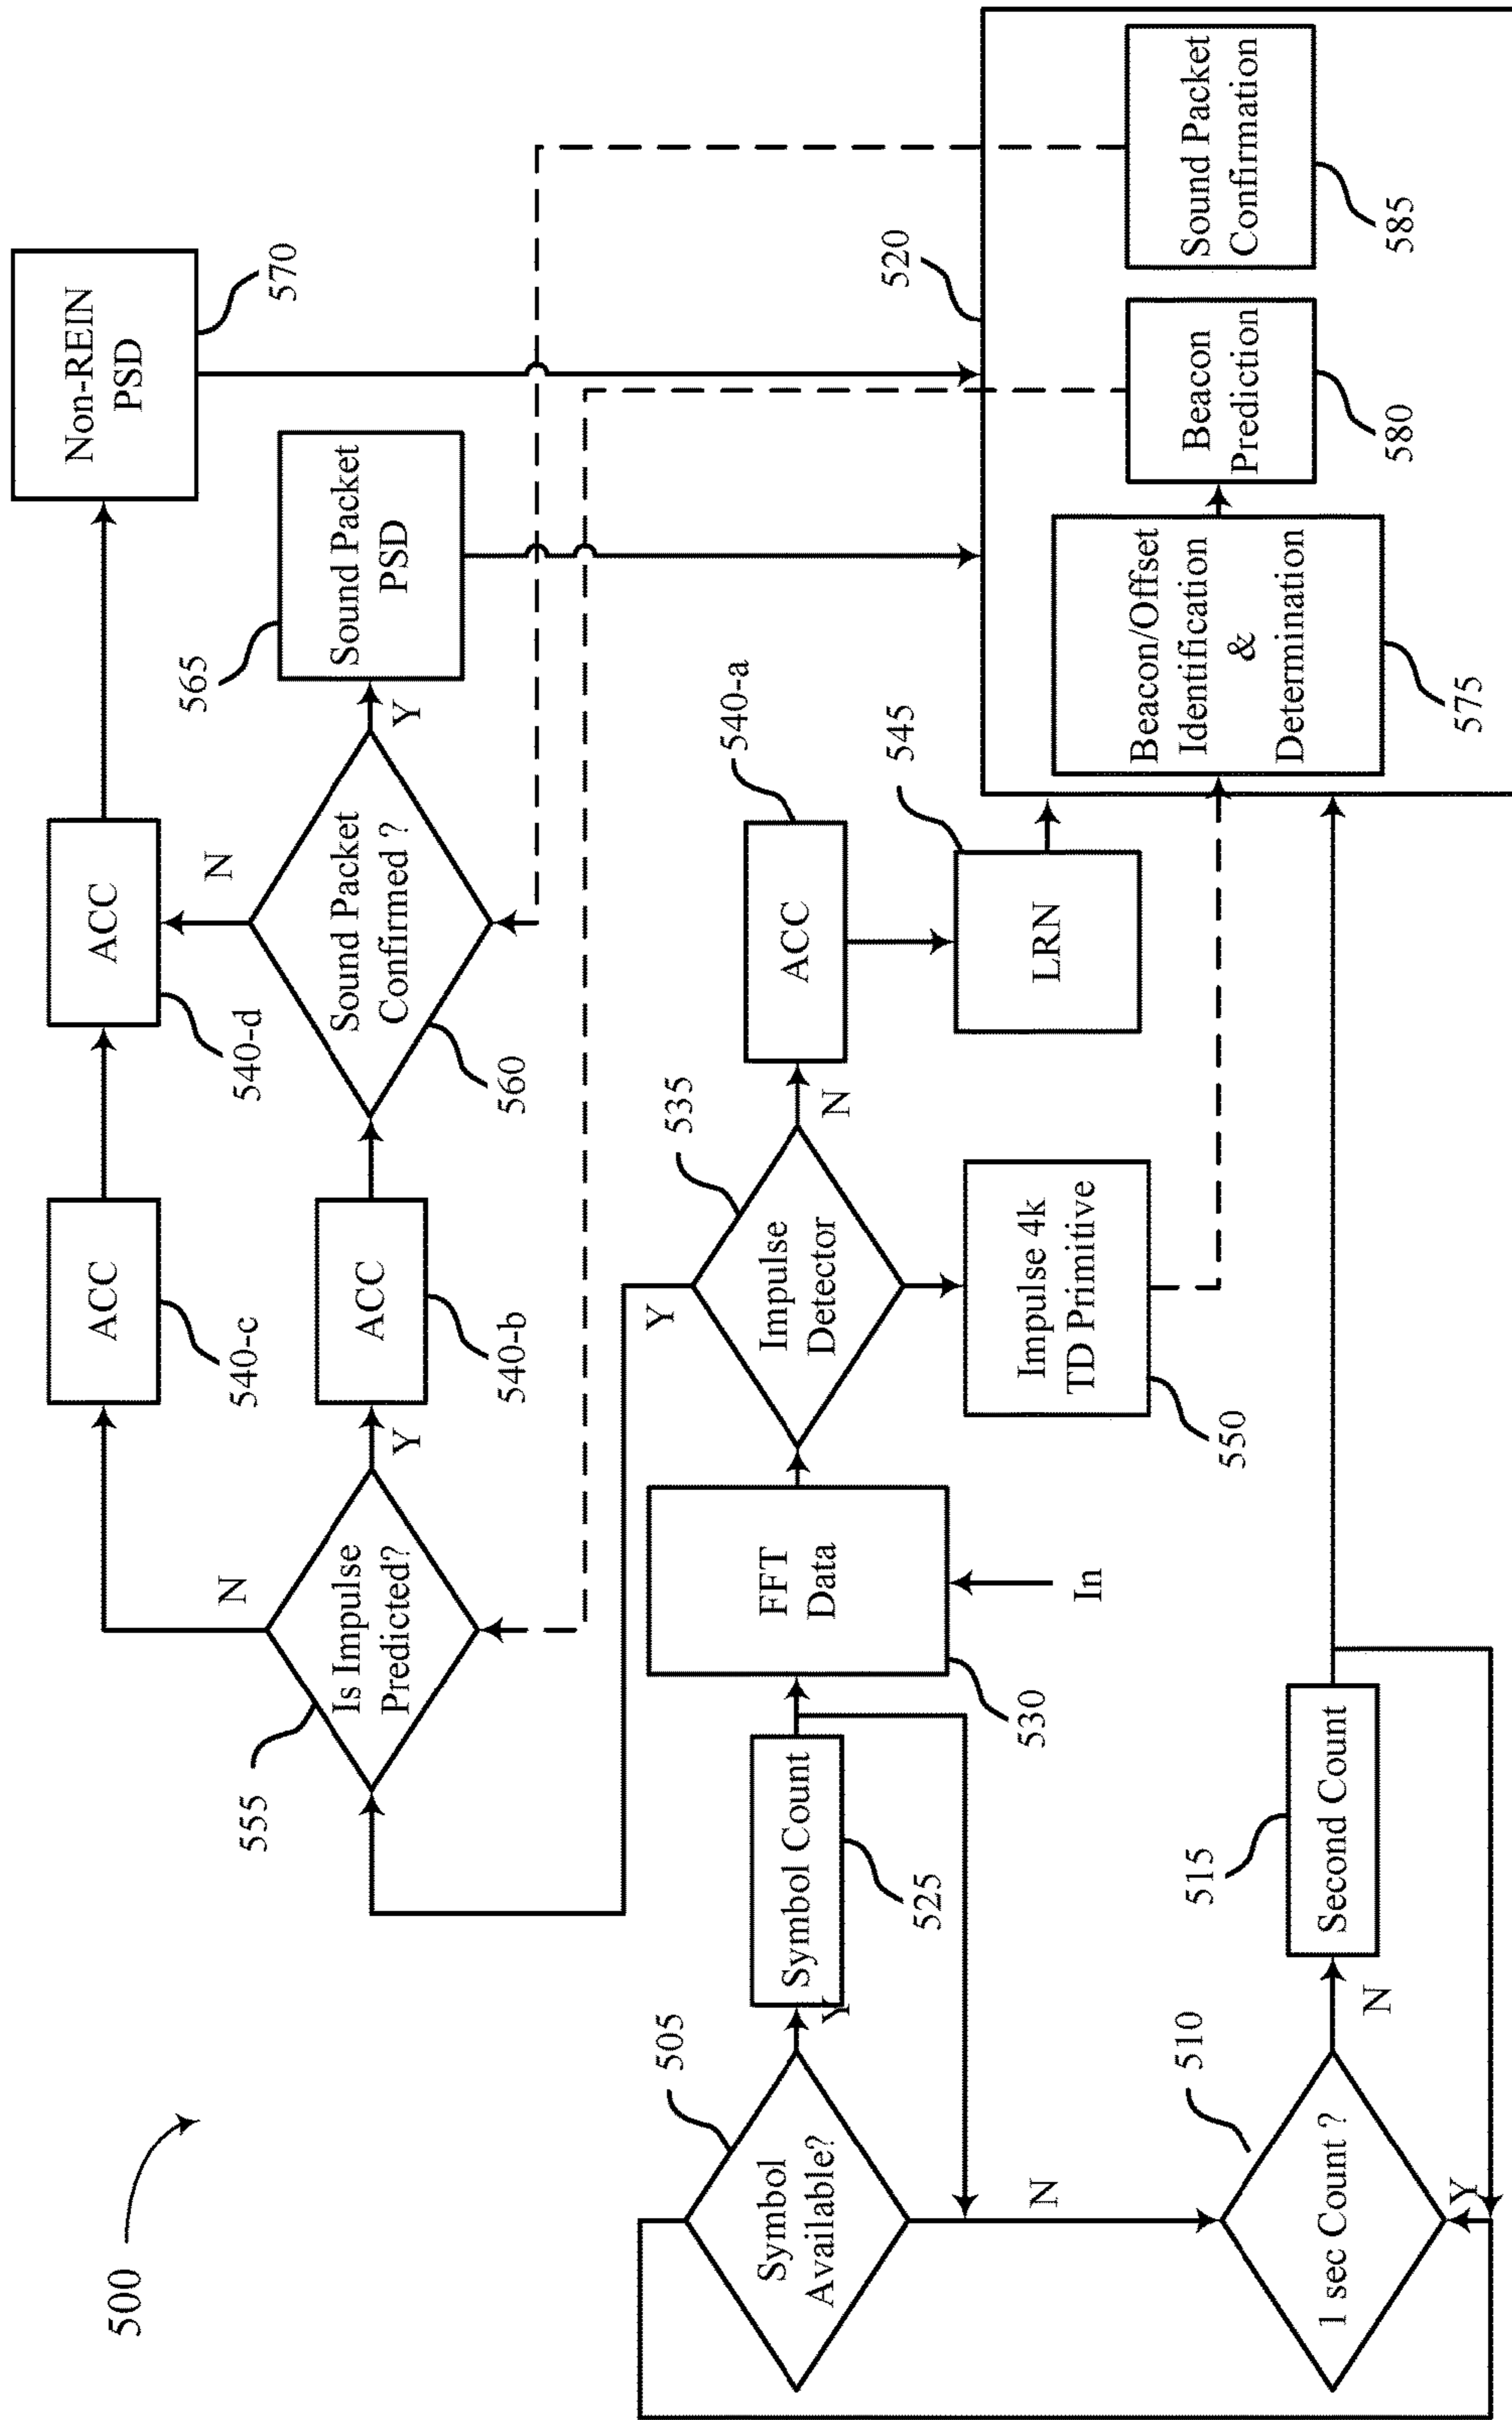 500
505
Symbol
Available?
Y
N
Symbol Count
525
510
1 sec Count ?
N
Y
Second Count
515
FFT
Data
530
In
Impulse
Detector
535
Y
N
Impulse 4k
TD Primitive
550
ACC
540-a
LRN
545
Is Impulse
Predicted?
555
N
Y
ACC
540-c
ACC
540-b
ACC
540-d
Sound Packet
Confirmed ?
560
N
Y
Sound Packet
PSD
565
Non-REIN
PSD
570
520
Beacon/Offset
Identification
&
Determination
575
Beacon
Prediction
580
Sound Packet
Confirmation
585